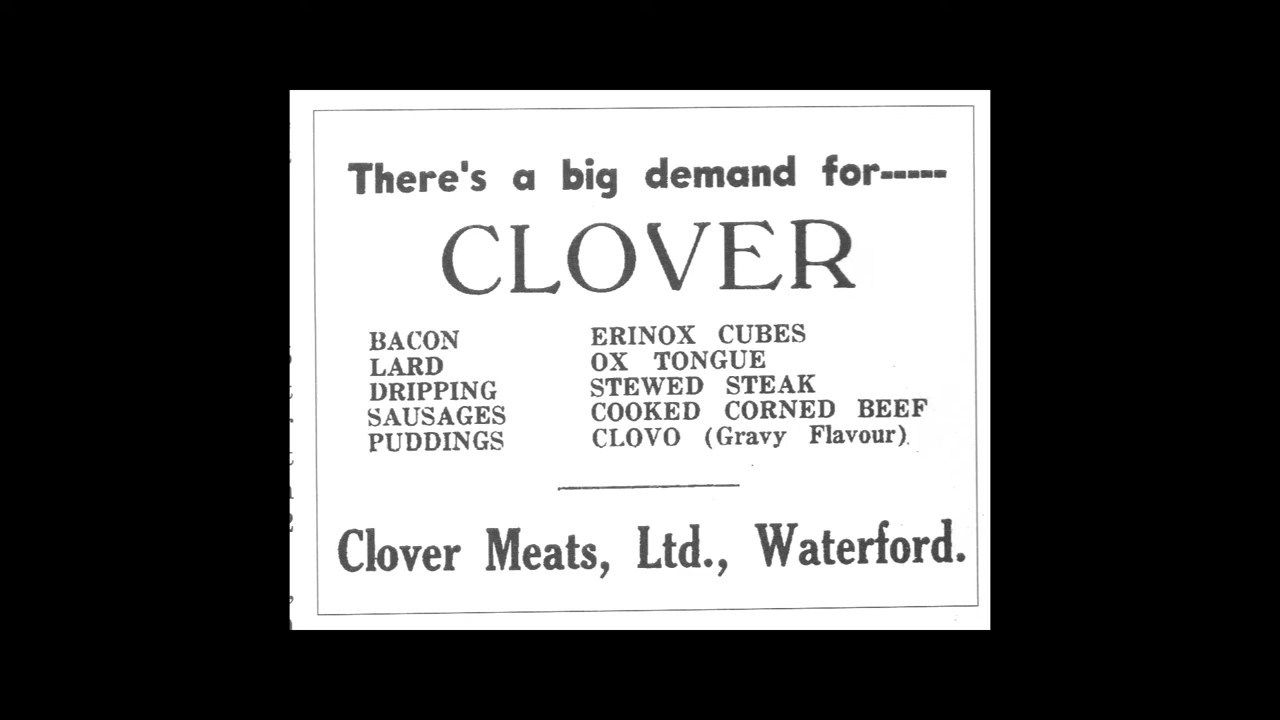 There's a big demand for-----
CLOVER
BACON
LARD
DRIPPING
SAUSAGES
PUDDINGS
ERINOX CUBES
OX TONGUE
STEWED STEAK
COOKED CORNED BEEF
CLOVO (Gravy Flavour)
Clover Meats, Ltd., Waterford.